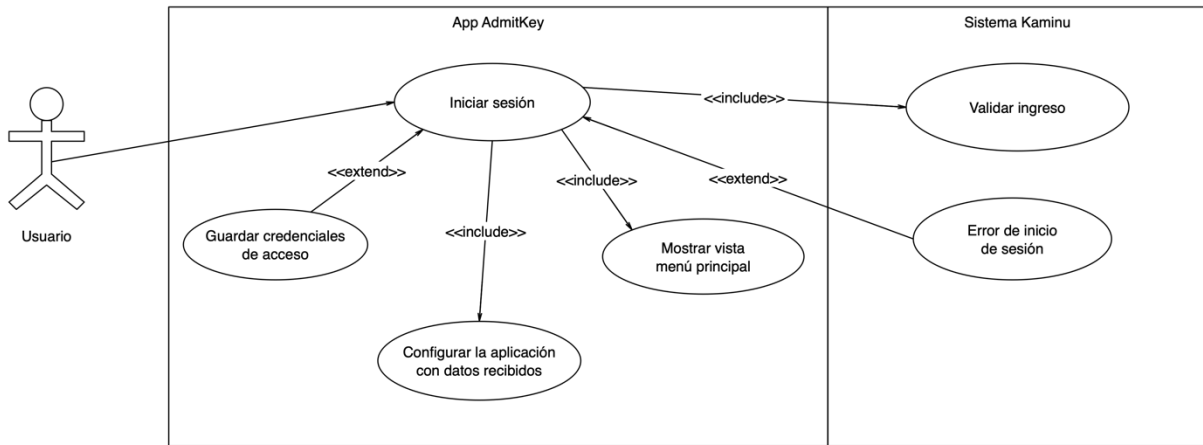 App AdmitKey
Sistema Kaminu
Iniciar sesión
<<include>>
Validar ingreso
<<extend>>
<<include>>
<<extend>>
Usuario
Guardar credenciales
de acceso
<<include>>
Mostrar vista
menú principal
Error de inicio
de sesión
Configurar la aplicación
con datos recibidos